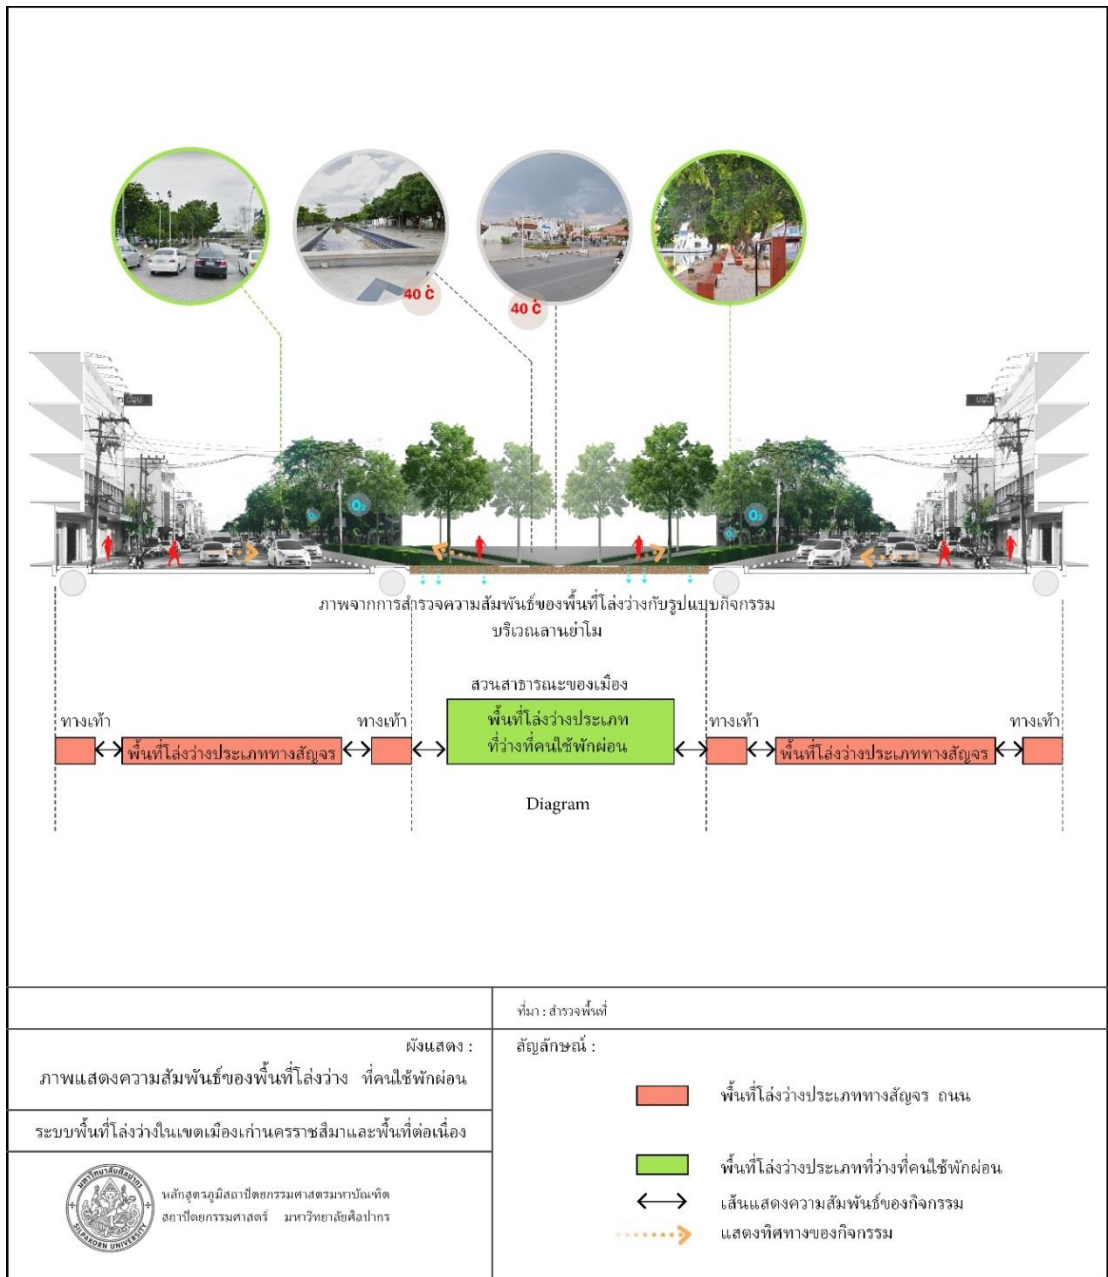 40 ċ
40 ċ
O₂
O₂
O₂
ภาพจากการสำรวจความสัมพันธ์ของพื้นที่โล่งว่างกับรูปแบบกิจกรรม
บริเวณลานย่าโม
สวนสาธารณะของเมือง
ทางเท้า
ทางเท้า
พื้นที่โล่งว่างประเภท
ที่ว่างที่คนใช้พักผ่อน
ทางเท้า
ทางเท้า
พื้นที่โล่งว่างประเภททางสัญจร
พื้นที่โล่งว่างประเภททางสัญจร
Diagram
ที่มา : สำรวจพื้นที่
ผังแสดง :
ภาพแสดงความสัมพันธ์ของพื้นที่โล่งว่าง ที่คนใช้พักผ่อน
ระบบพื้นที่โล่งว่างในเขตเมืองเก่านครราชสีมาและพื้นที่ต่อเนื่อง
มหาวิทยาลัยศิลปากร
SILPAKORN UNIVERSITY
หลักสูตรภูมิสถาปัตยกรรมศาสตรมหาบัณฑิต
สถาปัตยกรรมศาสตร์ มหาวิทยาลัยศิลปากร
สัญลักษณ์ :
พื้นที่โล่งว่างประเภททางสัญจร ถนน
พื้นที่โล่งว่างประเภทที่ว่างที่คนใช้พักผ่อน
เส้นแสดงความสัมพันธ์ของกิจกรรม
แสดงทิศทางของกิจกรรม